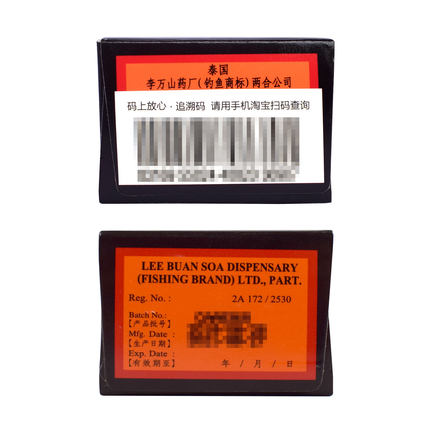 泰国
李万山药厂(钓鱼商标)两合公司
码上放心·追溯码 请用手机淘宝扫码查询
LEE BUAN SOA DISPENSARY
(FISHING BRAND) LTD., PART.
Reg. No.: 2A 172 / 2530
Batch No.:
【产品批号】
Mfg. Date :
【生产日期】
Exp. Date :
【有效期至】 年 / 月 / 日